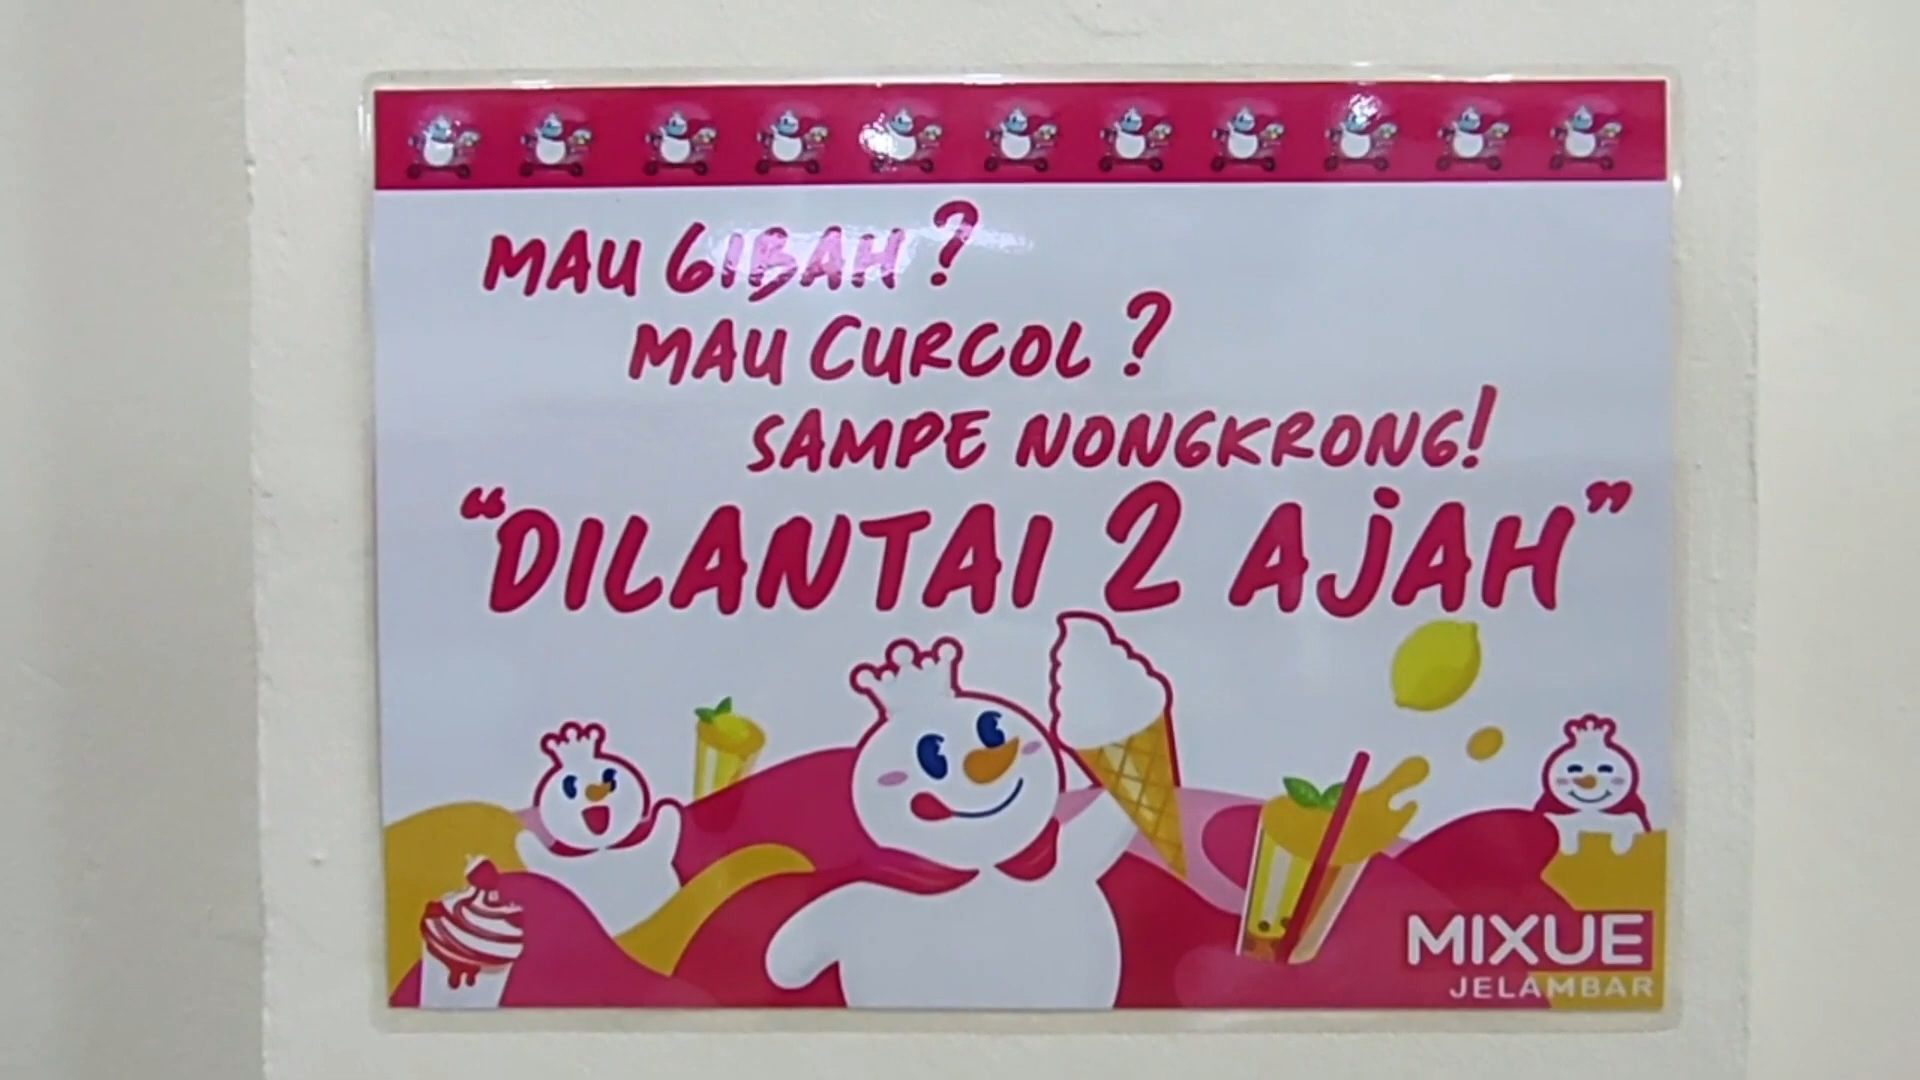 MAU GIBAH ?
MAU CURCOL ?
SAMPE NONGKRONG!
“DILANTAI 2 AJAH”
MIXUE
JELAMBAR